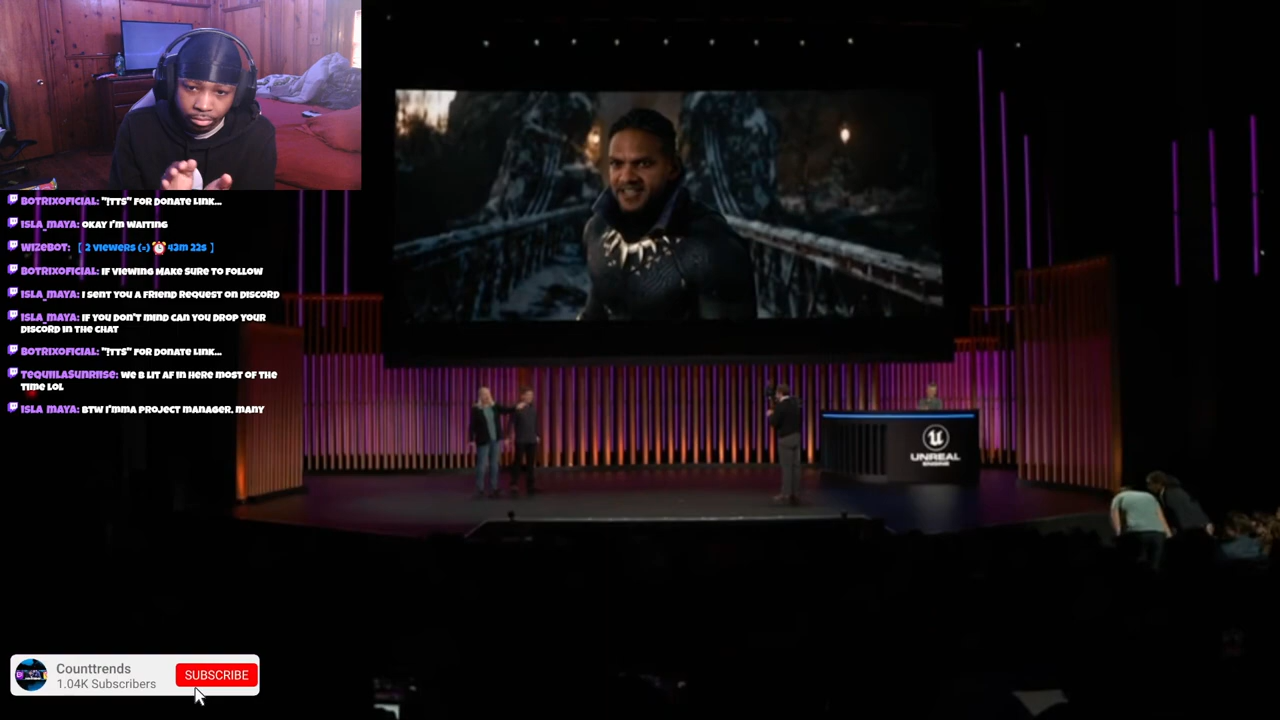 BOTRIXOFICIAL: "!TTS" FOR DONATE LINK...
ISLA_MAYA: OKAY I'M WAITING
WIZEBOT: [ 2 VIEWERS (=) ⏰ 42m 22s ]
BOTRIXOFICIAL: IF VIEWING MAKE SURE TO FOLLOW
ISLA_MAYA: I SENT YOU A FRIEND REQUEST ON DISCORD
ISLA_MAYA: IF YOU DON'T MIND CAN YOU DROP YOUR
DISCORD IN THE CHAT
BOTRIXOFICIAL: "!TTS" FOR DONATE LINK...
TEQUIILASUNRIISE: WE B LIT AF IN HERE MOST OF THE
TIME LOL
ISLA_MAYA: BTW I'MMA PROJECT MANAGER. MANY
UNREAL
ENGINE
Counttrends
1.04K Subscribers
SUBSCRIBE